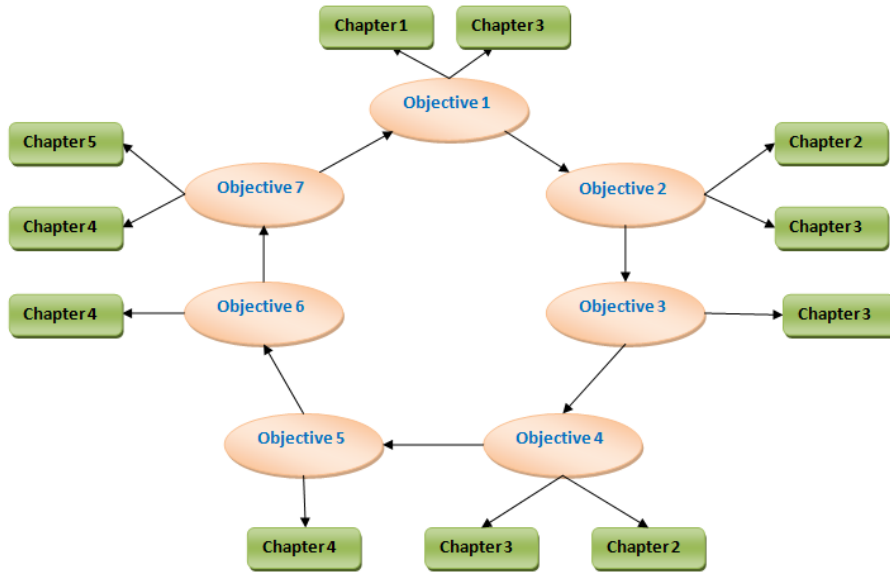 Chapter 1
Chapter 3
Objective 1
Chapter 5
Chapter 2
Objective 7
Objective 2
Chapter 4
Chapter 3
Chapter 4
Objective 6
Objective 3
Chapter 3
Objective 5
Objective 4
Chapter 4
Chapter 3
Chapter 2